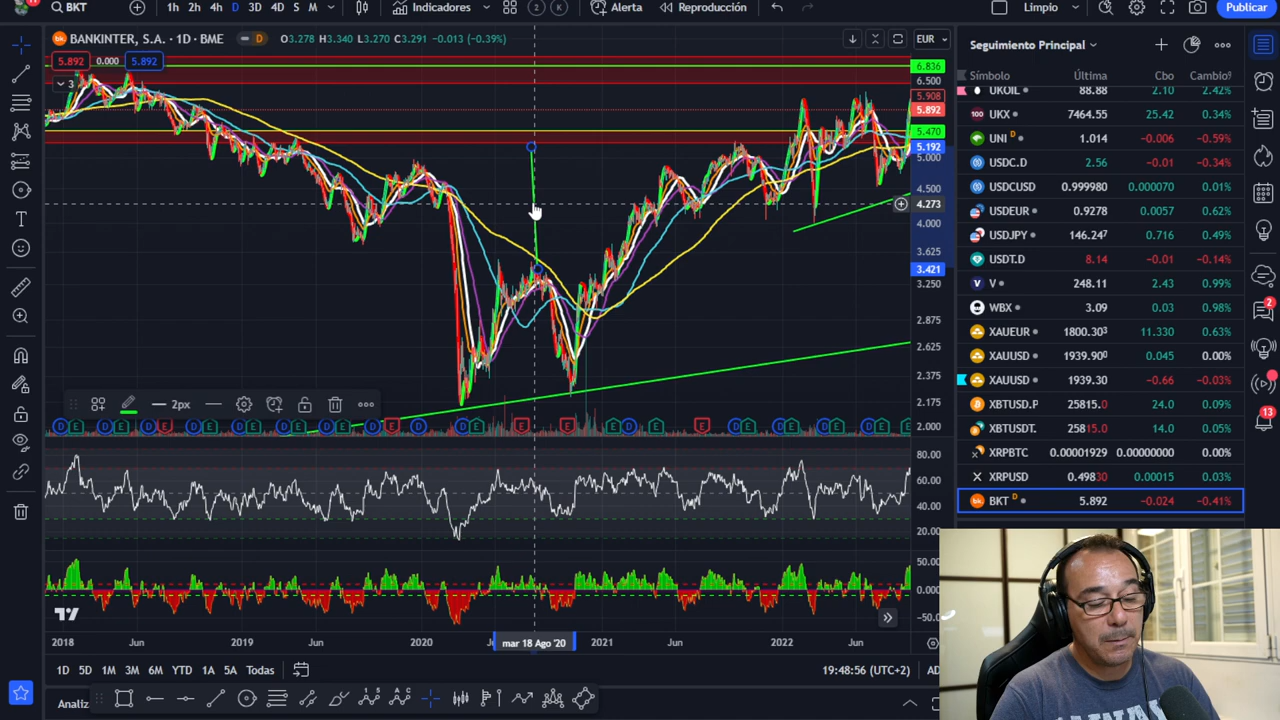 BKT
1h 2h 4h D 3D 4D S M
Indicadores
2 K
Alerta
Reproducción
Limpio
Publicar
BANKINTER, S.A. · 1D · BME
D
O3.278 H3.340 L3.270 C3.291 -0.013 (-0.39%)
EUR
5.892 0.000 5.892
3
6.836
6.500
5.908
5.892
5.470
5.192
5.000
4.500
4.273
4.000
3.625
3.421
3.250
2.875
2.625
2.375
2.175
2.000
2px
80.00
60.00
40.00
20.00
50.00
0.000
-50.0
2018 Jun 2019 Jun 2020 mar 18 Ago '20 2021 Jun 2022 Jun
1D 5D 1M 3M 6M YTD 1A 5A Todas
19:48:56 (UTC+2)
Analiz
Seguimiento Principal
Símbolo Última Cbo Cambio%
UKOIL 88.88 2.10 2.42%
UKX 7464.55 25.42 0.34%
UNI D 1.014 -0.006 -0.59%
USDC.D 2.56 -0.01 -0.34%
USDCUSD 0.999980 0.000070 0.01%
USDEUR 0.9278 0.0057 0.62%
USDJPY 146.247 0.716 0.49%
USDT.D 8.14 -0.01 -0.14%
V 248.11 2.43 0.99%
WBX 3.09 0.03 0.98%
XAUEUR 1800.303 11.330 0.63%
XAUUSD 1939.900 0.045 0.00%
XAUUSD 1939.30 -0.66 -0.03%
XBTUSD.P 25815.0 24.0 0.09%
XBTUSDT. 25815.0 14.0 0.05%
XRPBTC 0.00001929 0.00000000 0.00%
XRPUSD 0.49830 0.00015 0.03%
BKT D 5.892 -0.024 -0.41%
2
13